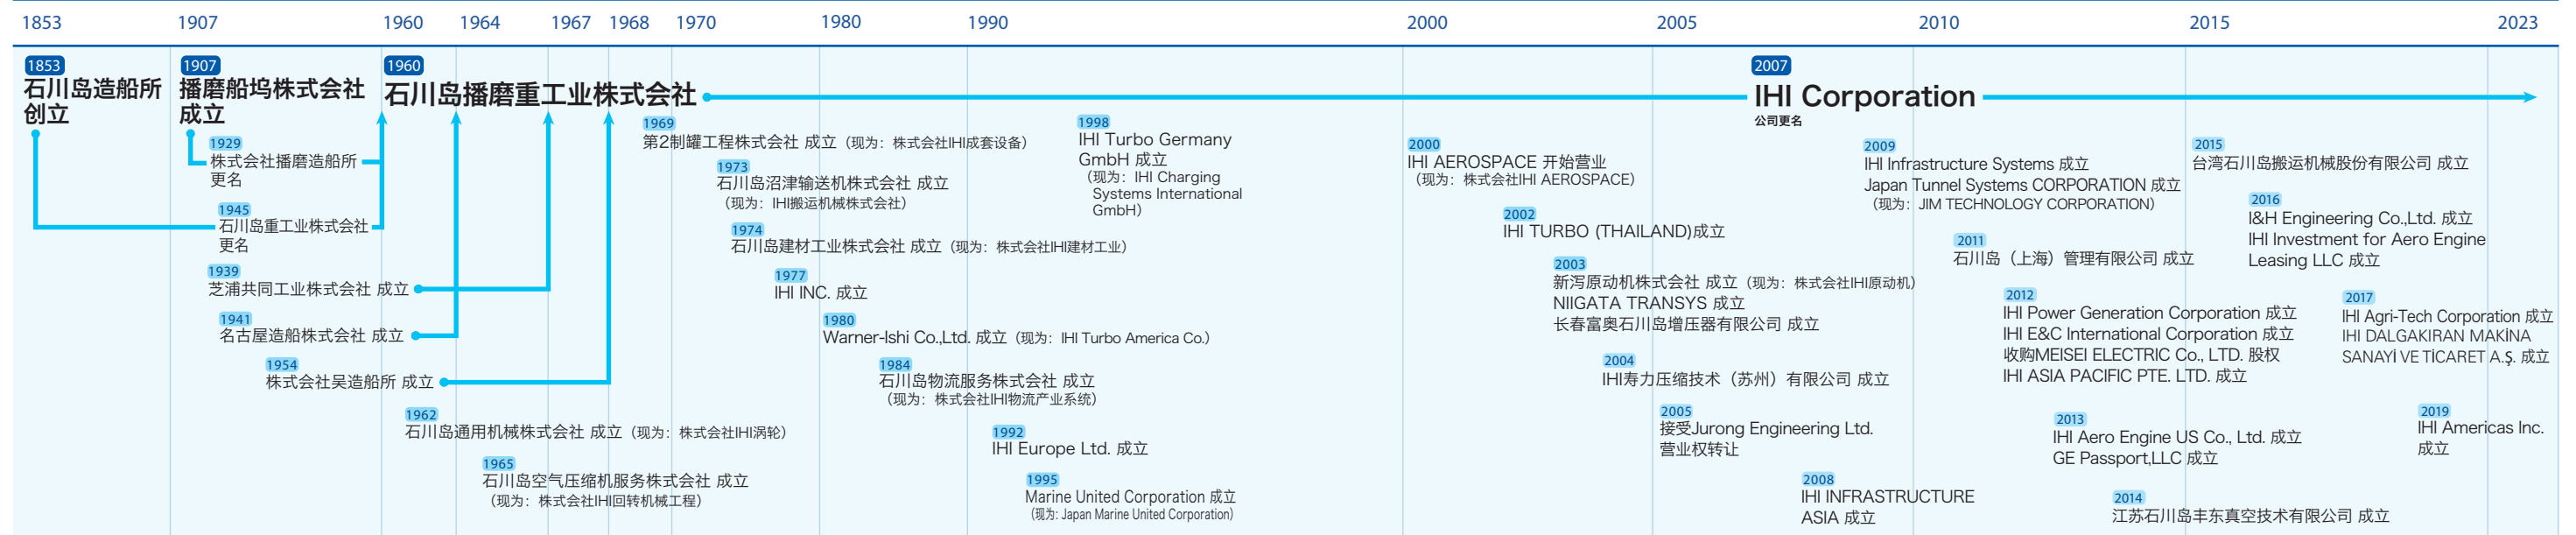 1853 1907 1960 1964 1967 1968 1970 1980 1990 2000 2005 2010 2015 2023
1853
石川岛造船所
创立
1907
播磨船坞株式会社
成立
1929
株式会社播磨造船所
更名
1945
石川岛重工业株式会社
更名
1939
芝浦共同工业株式会社 成立
1941
名古屋造船株式会社 成立
1954
株式会社吴造船所 成立
1960
石川岛播磨重工业株式会社
1962
石川岛通用机械株式会社 成立（现为：株式会社IHI涡轮）
1965
石川岛空气压缩机服务株式会社 成立
（现为：株式会社IHI回转机械工程）
1969
第2制罐工程株式会社 成立（现为：株式会社IHI成套设备）
1973
石川岛沼津输送机株式会社 成立
（现为：IHI搬运机械株式会社）
1974
石川岛建材工业株式会社 成立（现为：株式会社IHI建材工业）
1977
IHI INC. 成立
1980
Warner-Ishi Co.,Ltd. 成立（现为：IHI Turbo America Co.）
1984
石川岛物流服务株式会社 成立
（现为：株式会社IHI物流产业系统）
1992
IHI Europe Ltd. 成立
1995
Marine United Corporation 成立
（现为: Japan Marine United Corporation）
1998
IHI Turbo Germany
GmbH 成立
（现为：IHI Charging
Systems International
GmbH）
2000
IHI AEROSPACE 开始营业
（现为：株式会社IHI AEROSPACE）
2002
IHI TURBO (THAILAND)成立
2003
新泻原动机株式会社 成立（现为：株式会社IHI原动机）
NIIGATA TRANSYS 成立
长春富奥石川岛增压器有限公司 成立
2004
IHI寿力压缩技术（苏州）有限公司 成立
2005
接受Jurong Engineering Ltd.
营业权转让
2007
IHI Corporation
公司更名
2008
IHI INFRASTRUCTURE
ASIA 成立
2009
IHI Infrastructure Systems 成立
Japan Tunnel Systems CORPORATION 成立
（现为：JIM TECHNOLOGY CORPORATION）
2011
石川岛（上海）管理有限公司 成立
2012
IHI Power Generation Corporation 成立
IHI E&C International Corporation 成立
收购MEISEI ELECTRIC Co., LTD. 股权
IHI ASIA PACIFIC PTE. LTD. 成立
2013
IHI Aero Engine US Co., Ltd. 成立
GE Passport,LLC 成立
2014
江苏石川岛丰东真空技术有限公司 成立
2015
台湾石川岛搬运机械股份有限公司 成立
2016
I&H Engineering Co.,Ltd. 成立
IHI Investment for Aero Engine
Leasing LLC 成立
2017
IHI Agri-Tech Corporation 成立
IHI DALGAKIRAN MAKİNA
SANAYİ VE TİCARET A.Ş. 成立
2019
IHI Americas Inc.
成立